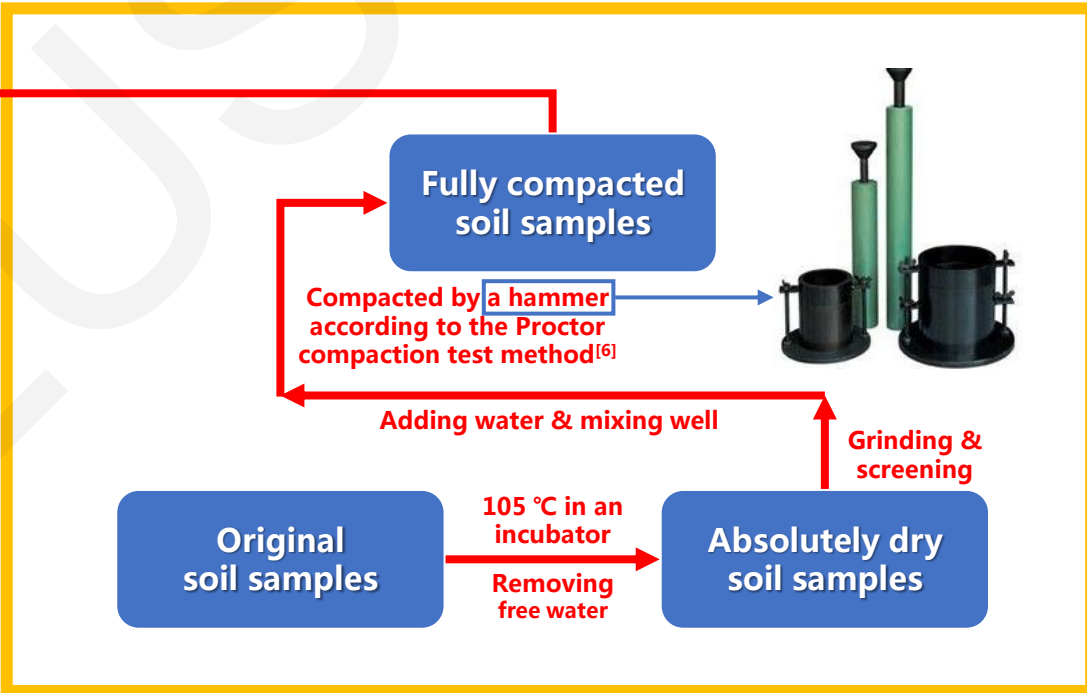 Fully compacted
soil samples
Compacted by a hammer
according to the Proctor
compaction test method[6]
Adding water & mixing well
Grinding &
screening
Original
soil samples
105 ℃ in an
incubator
Removing
free water
Absolutely dry
soil samples